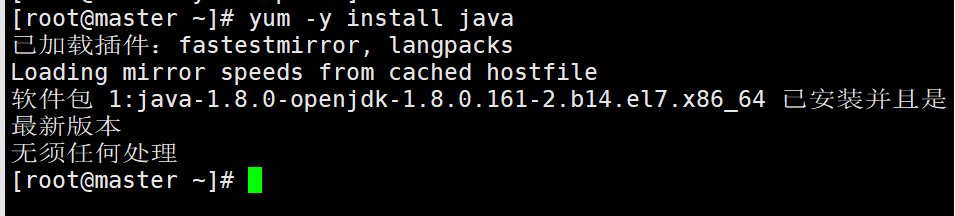 [root@master ~]# yum -y install java
已加载插件：fastestmirror, langpacks
Loading mirror speeds from cached hostfile
软件包 1:java-1.8.0-openjdk-1.8.0.161-2.b14.el7.x86_64 已安装并且是
最新版本
无须任何处理
[root@master ~]#